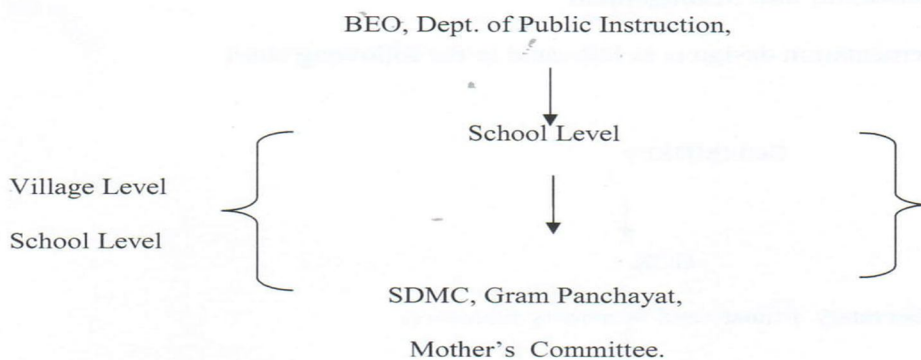 BEO, Dept. of Public Instruction,
School Level
Village Level
School Level
SDMC, Gram Panchayat,
Mother's Committee.